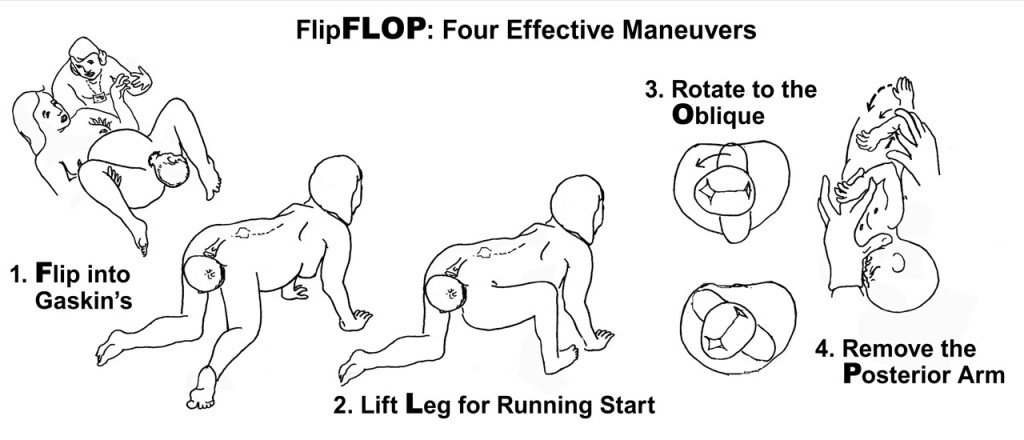 FlipFLOP: Four Effective Maneuvers
1. Flip into
Gaskin's
2. Lift Leg for Running Start
3. Rotate to the
Oblique
4. Remove the
Posterior Arm